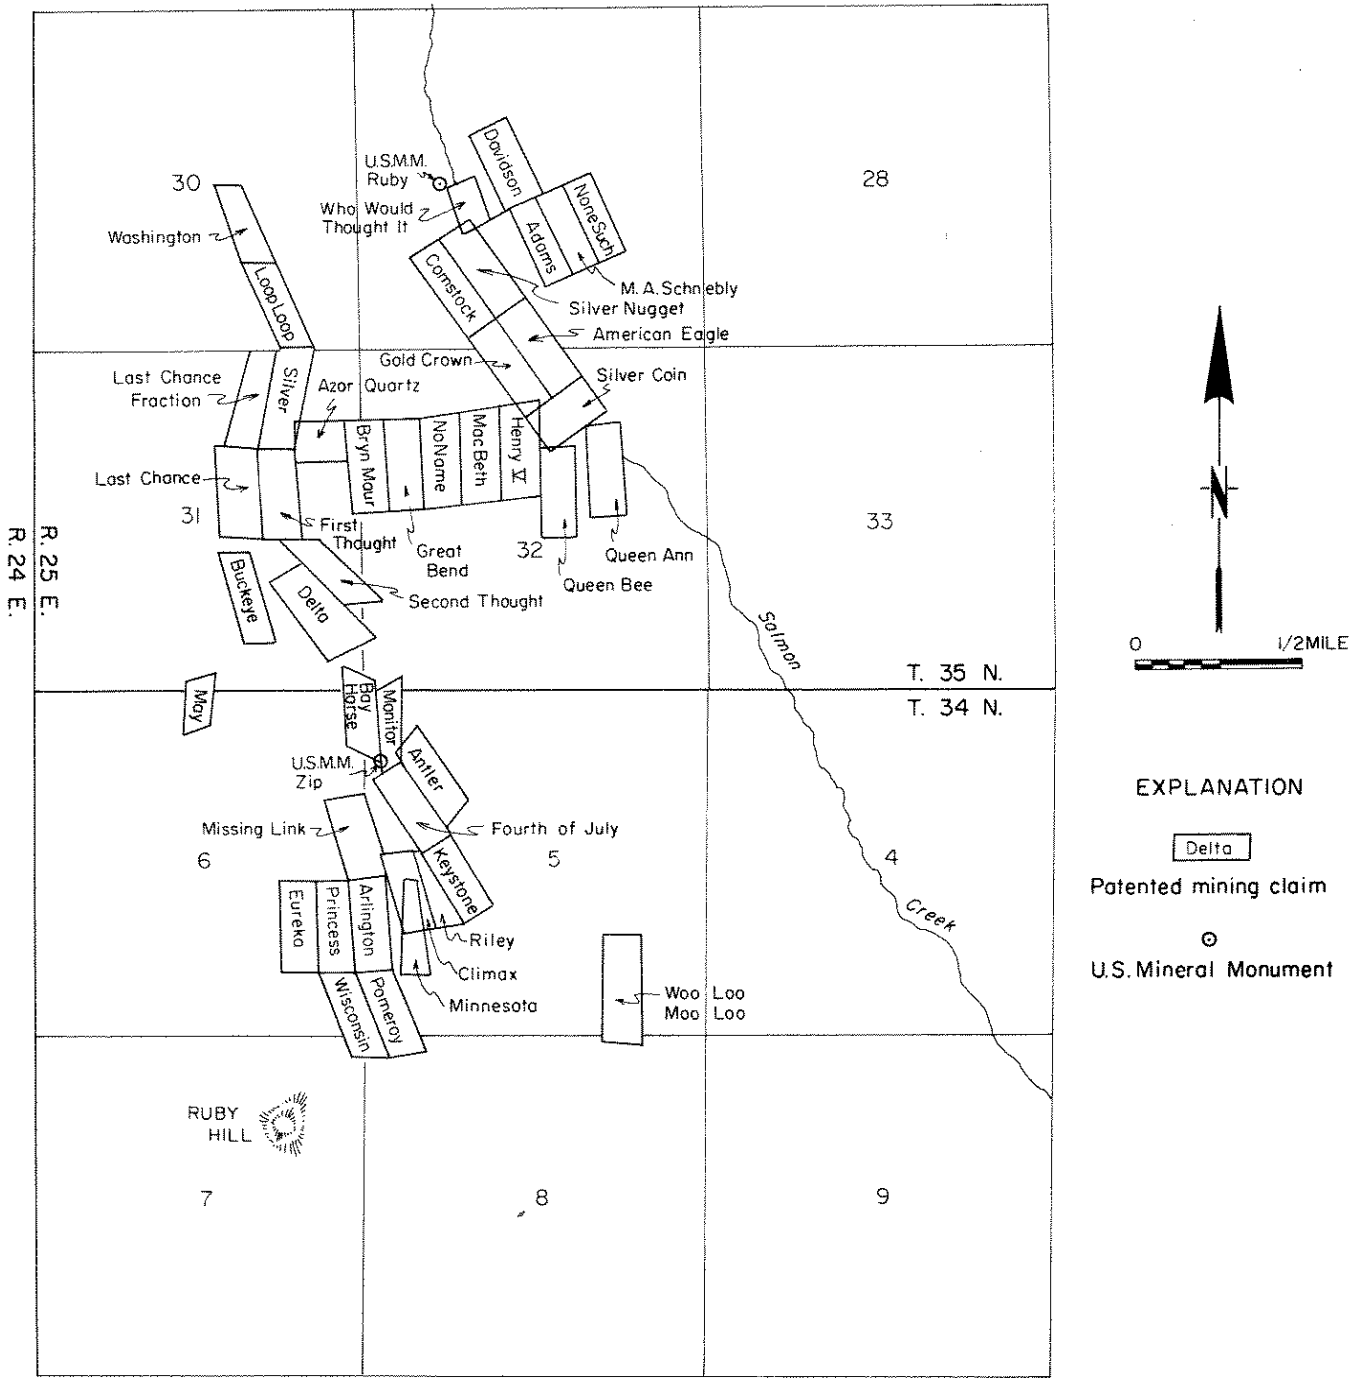 Davidson
U.S.M.M.
Ruby
28
30
NoneSuch
Who Would
Thought It
Washington
Adams
Comstock
M. A. Schnebly
LoopLoop
Silver Nugget
American Eagle
Gold Crown
Silver Coin
Last Chance
Fraction
Silver
Azor Quartz
Bryn Maur
NoName
MacBeth
Henry V
Last Chance
31
First
Thought
Great
Bend
32
33
Queen Ann
Queen Bee
R. 25 E.
R. 24 E.
Buckeye
Delta
Second Thought
Salmon
0 1/2MILE
T. 35 N.
T. 34 N.
May
Bay
Horse
Monitor
U.S.M.M.
Zip
Antler
EXPLANATION
Missing Link
Fourth of July
Delta
6
5
4
Keystone
Patented mining claim
Eureka
Princess
Arlington
Creek
Riley
Climax
U.S. Mineral Monument
Minnesota
Woo Loo
Moo Loo
Wisconsin
Pomeroy
RUBY
HILL
7
8
9
N